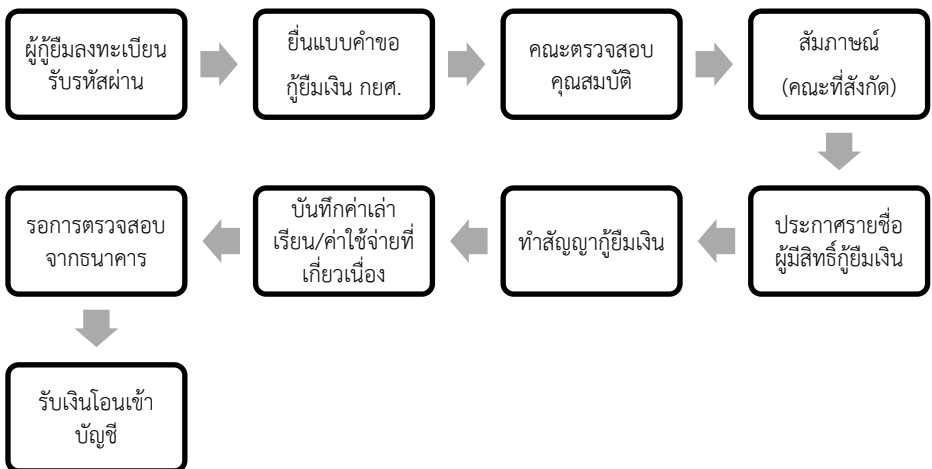 ผู้กู้ยืมลงทะเบียน
รับรหัสผ่าน
ยื่นแบบคำขอ
กู้ยืมเงิน กยศ.
คณะตรวจสอบ
คุณสมบัติ
สัมภาษณ์
(คณะที่สังกัด)
ประกาศรายชื่อ
ผู้มีสิทธิ์กู้ยืมเงิน
ทำสัญญากู้ยืมเงิน
บันทึกค่าเล่า
เรียน/ค่าใช้จ่ายที่
เกี่ยวเนื่อง
รอการตรวจสอบ
จากธนาคาร
รับเงินโอนเข้า
บัญชี